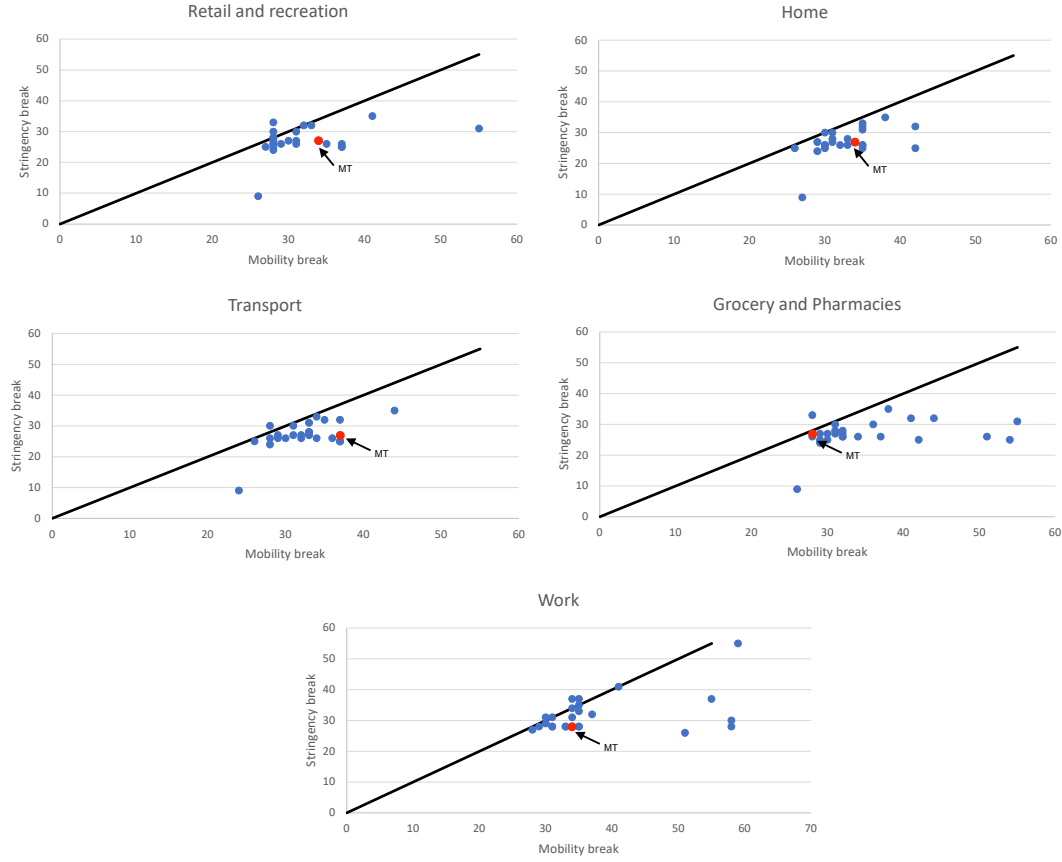 Retail and recreation
60
50
40
30
20
10
0
Stringency break
MT
0 10 20 30 40 50 60
Mobility break
Home
60
50
40
30
20
10
0
Stringency break
MT
0 10 20 30 40 50 60
Mobility break
Transport
60
50
40
30
20
10
0
Stringency break
MT
0 10 20 30 40 50 60
Mobility break
Grocery and Pharmacies
60
50
40
30
20
10
0
Stringency break
MT
0 10 20 30 40 50 60
Mobility break
Work
60
50
40
30
20
10
0
Stringency break
MT
0 10 20 30 40 50 60 70
Mobility break